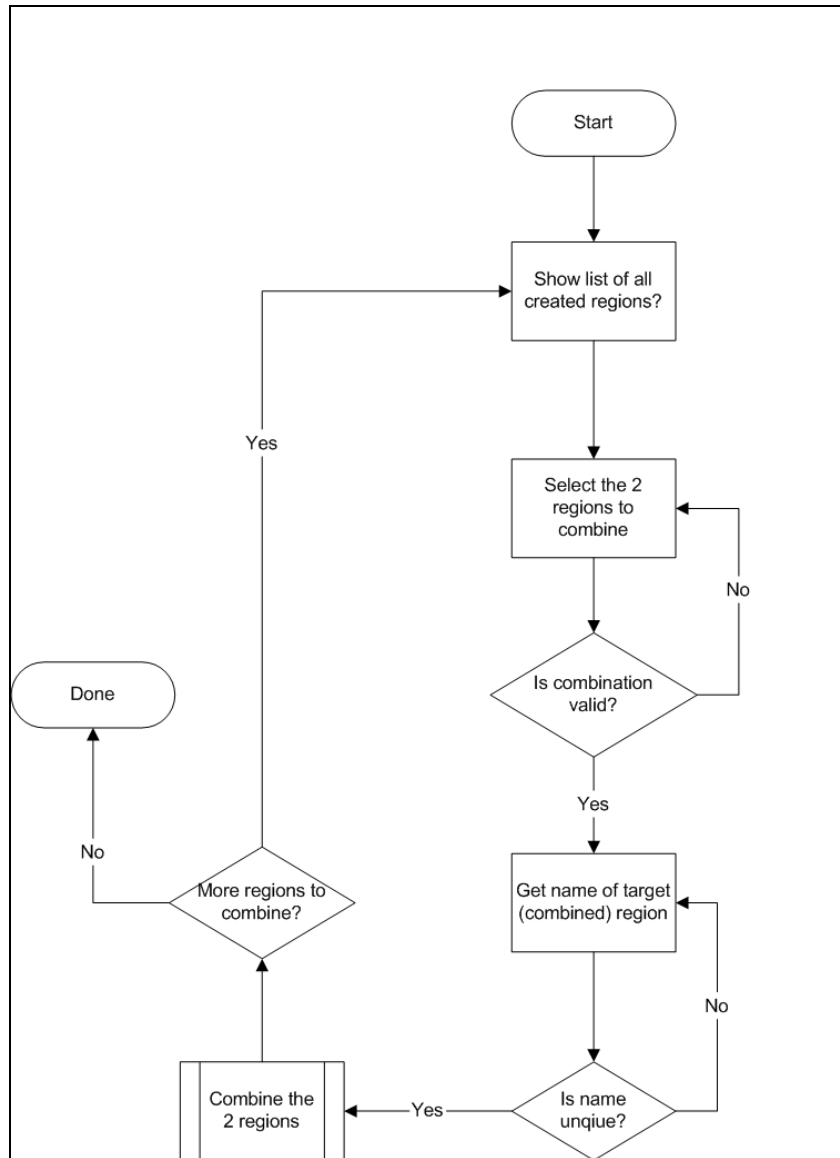 Start
Show list of all
created regions?
Yes
Select the 2
regions to
combine
No
Is combination
valid?
Done
Yes
No
More regions to
combine?
Get name of target
(combined) region
No
Combine the
2 regions
Yes
Is name
unqiue?